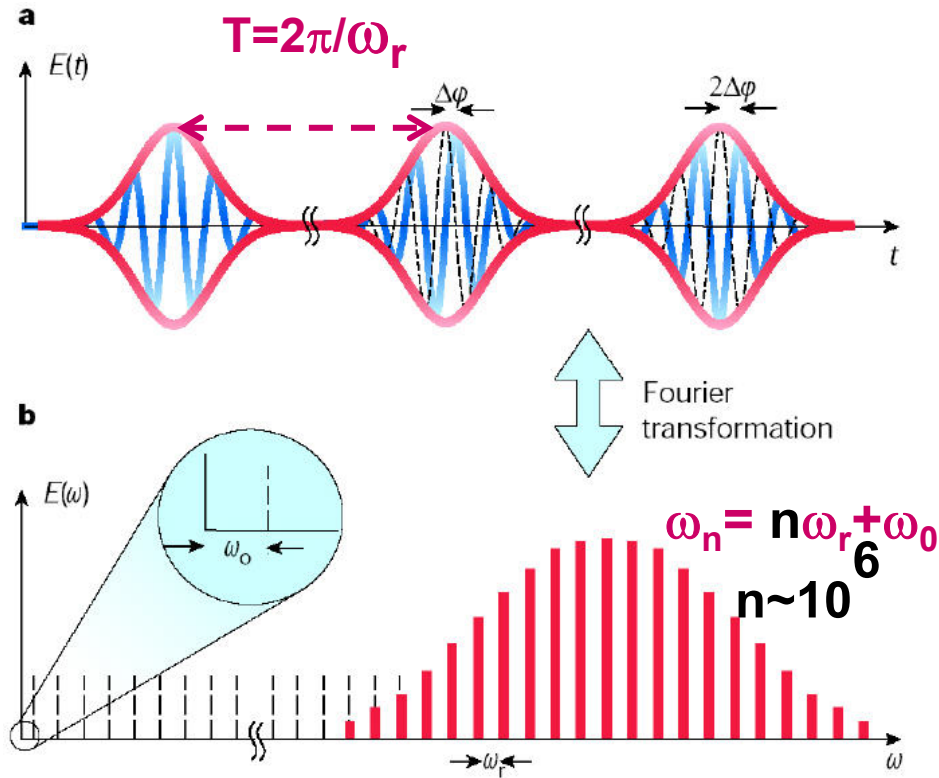 a
T=2π/ωr
E(t)
Δφ
2Δφ
t
Fourier
transformation
b
E(ω)
ωo
ωn= nωr+ω0
n~10^6
ωr
ω